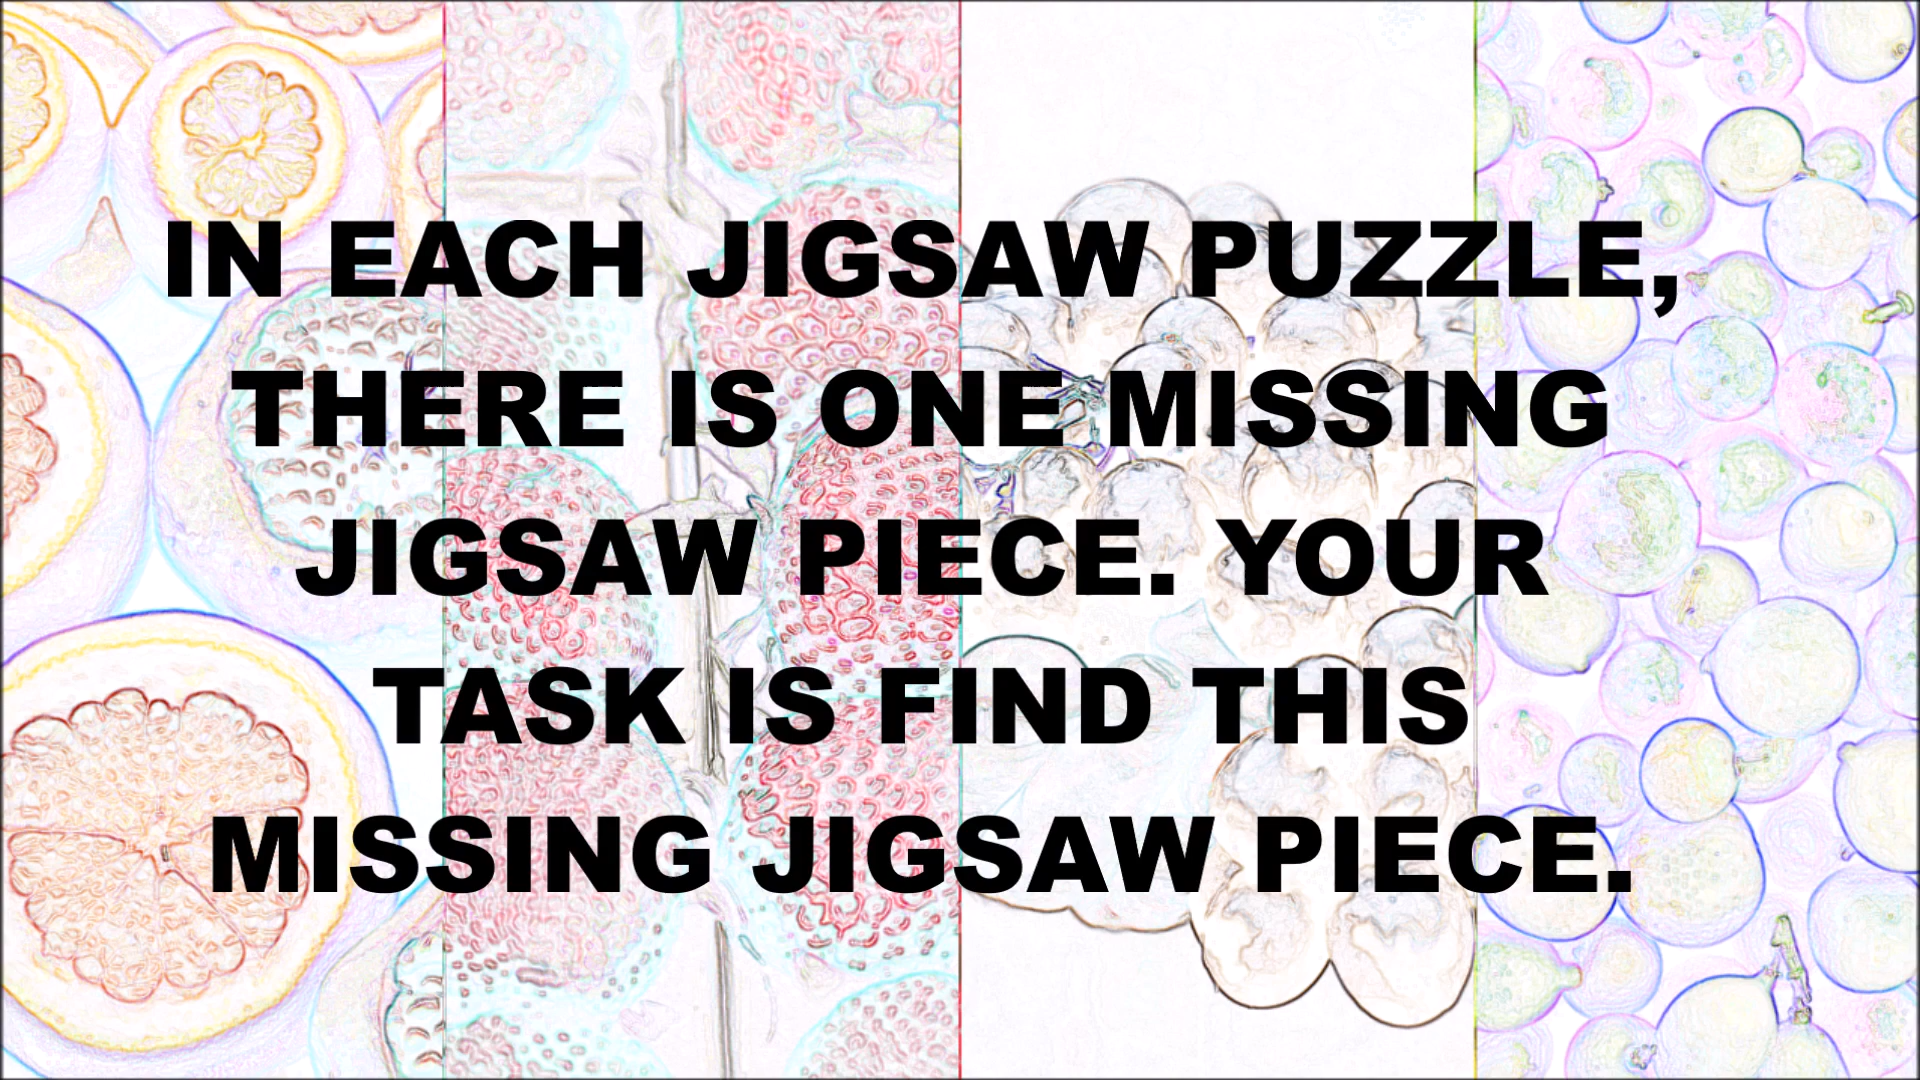 IN EACH JIGSAW PUZZLE,
THERE IS ONE MISSING
JIGSAW PIECE. YOUR
TASK IS FIND THIS
MISSING JIGSAW PIECE.